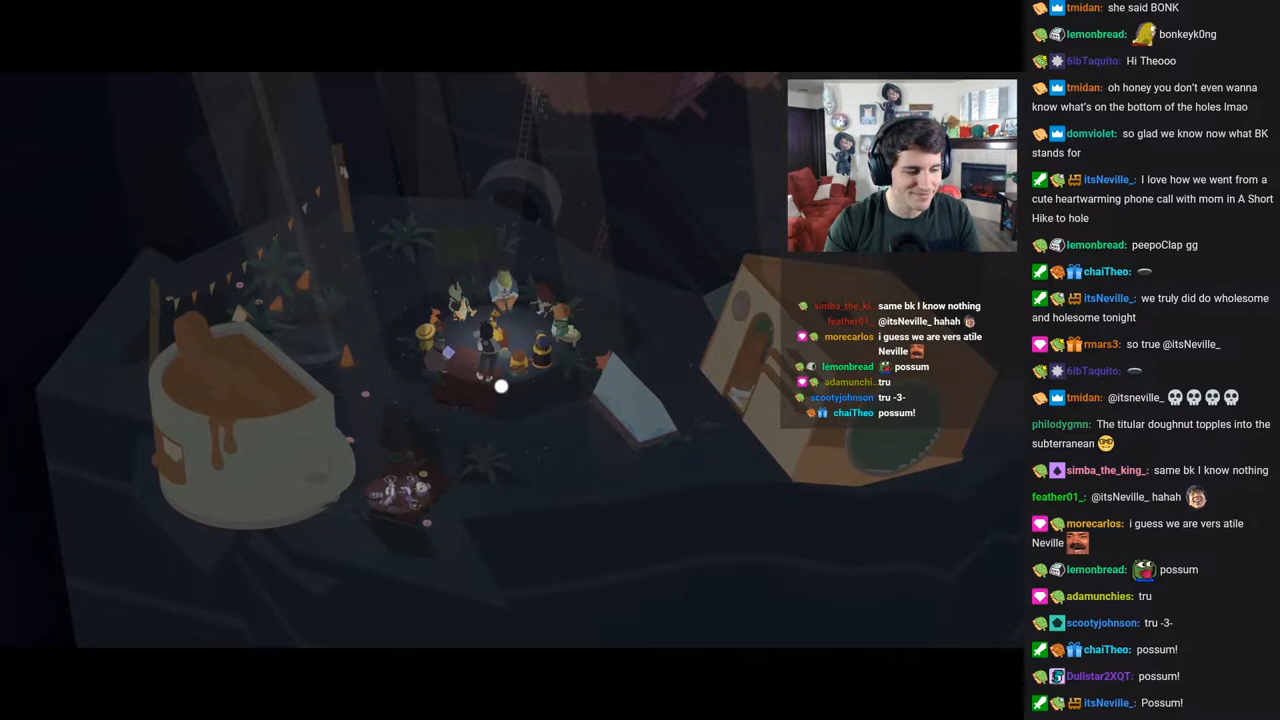 same bk I know nothing
simba_the_ki..
feather01_: @itsNeville_ hahah
morecarlos i guess we are vers atile
Neville
lemonbread possum
adamunchi.. tru
scootyjohnson: tru -3-
chaiTheo possum!
tmidan: she said BONK
lemonbread: bonkeyk0ng
6ibTaquito: Hi Theooo
tmidan: oh honey you don't even wanna
know what's on the bottom of the holes lmao
domviolet: so glad we know now what BK
stands for
itsNeville_: I love how we went from a
cute heartwarming phone call with mom in A Short
Hike to hole
lemonbread: peepoClap gg
chaiTheo:
itsNeville_: we truly did do wholesome
and holesome tonight
rmars3: so true @itsNeville_
6ibTaquito:
tmidan: @itsneville_
philodygmn: The titular doughnut topples into the
subterranean
simba_the_king_: same bk I know nothing
feather01_: @itsNeville_ hahah
morecarlos: i guess we are vers atile
Neville
lemonbread: possum
adamunchies: tru
scootyjohnson: tru -3-
chaiTheo: possum!
Dullstar2XQT: possum!
itsNeville_: Possum!